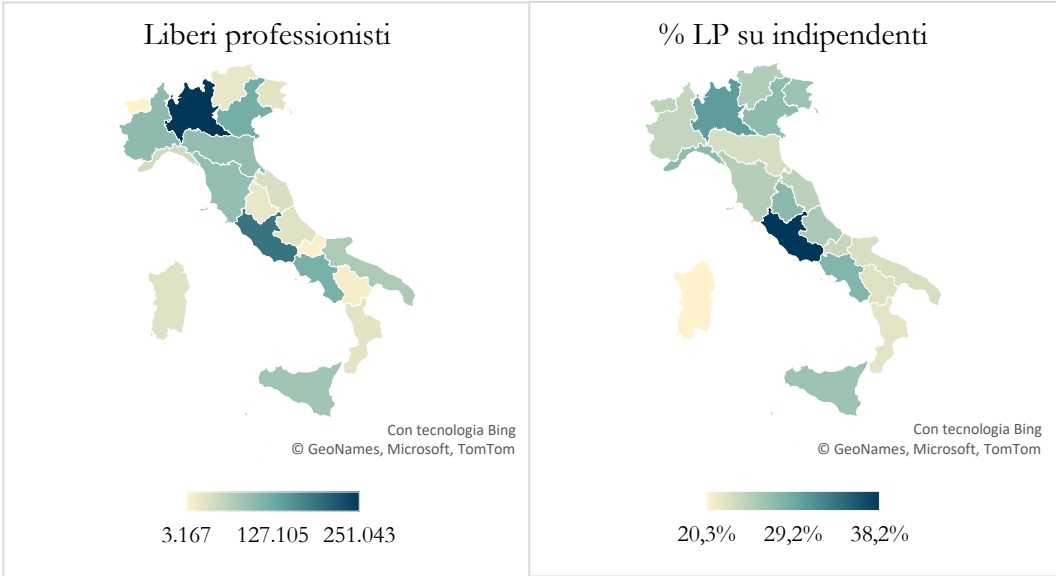 Liberi professionisti
Con tecnologia Bing
© GeoNames, Microsoft, TomTom
3.167 127.105 251.043
% LP su indipendenti
Con tecnologia Bing
© GeoNames, Microsoft, TomTom
20,3% 29,2% 38,2%